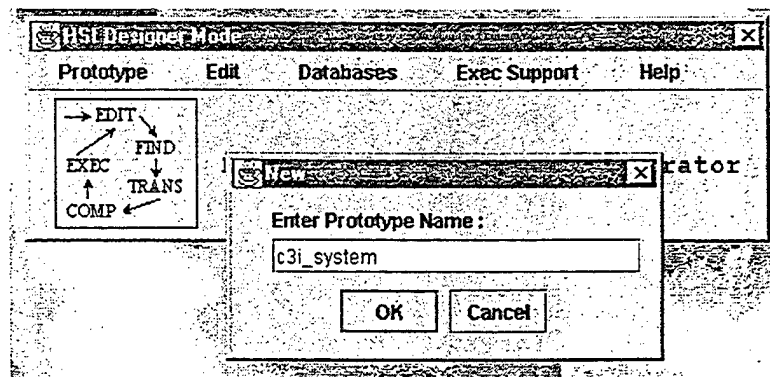 HSI Designer Mode
Prototype Edit Databases Exec Support Help
EDIT
FIND
EXEC
TRANS
COMP
rator
New
Enter Prototype Name :
c3i_system
OK Cancel